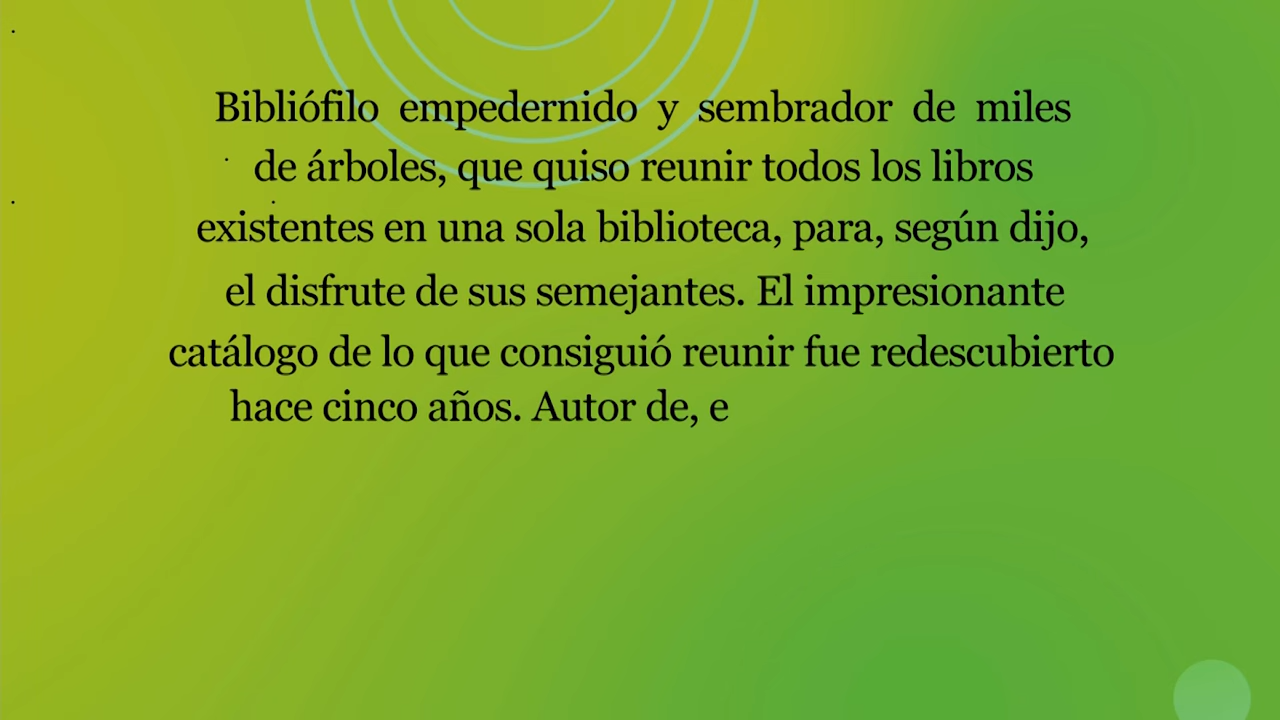 Bibliófilo empedernido y sembrador de miles
de árboles, que quiso reunir todos los libros
existentes en una sola biblioteca, para, según dijo,
el disfrute de sus semejantes. El impresionante
catálogo de lo que consiguió reunir fue redescubierto
hace cinco años. Autor de, e